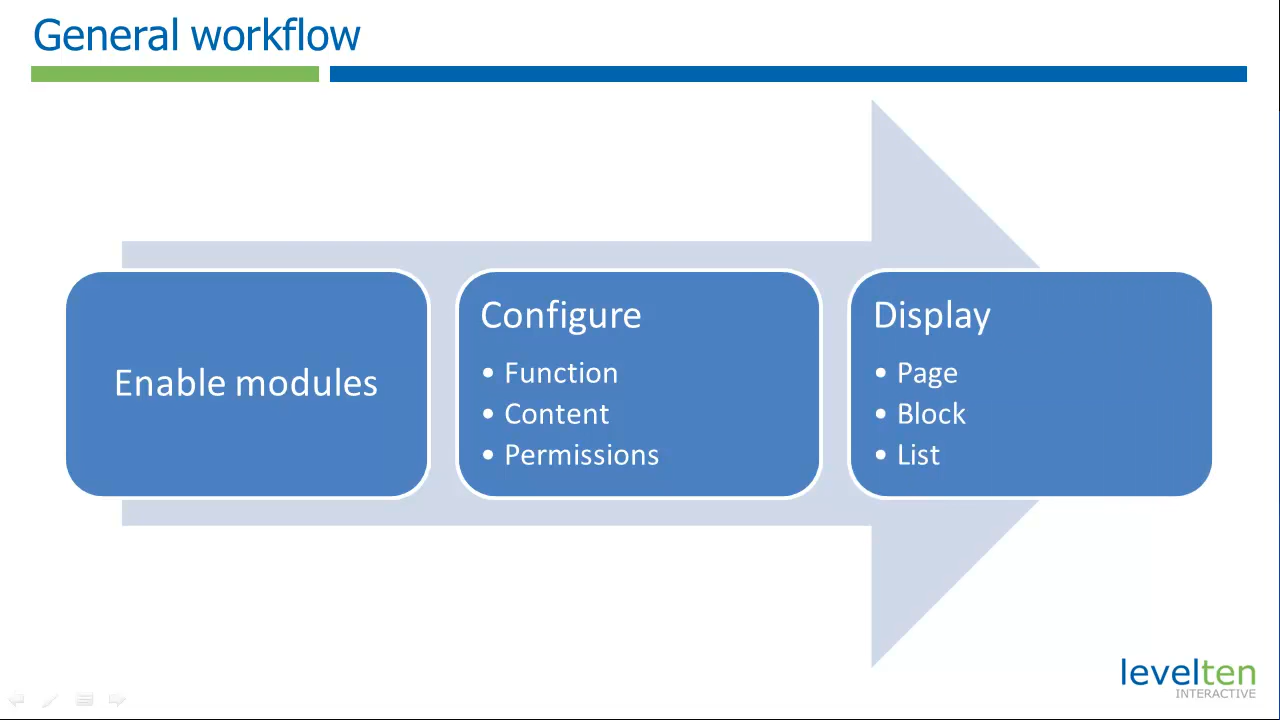 General workflow
Enable modules
Configure
• Function
• Content
• Permissions
Display
• Page
• Block
• List
levelten
INTERACTIVE